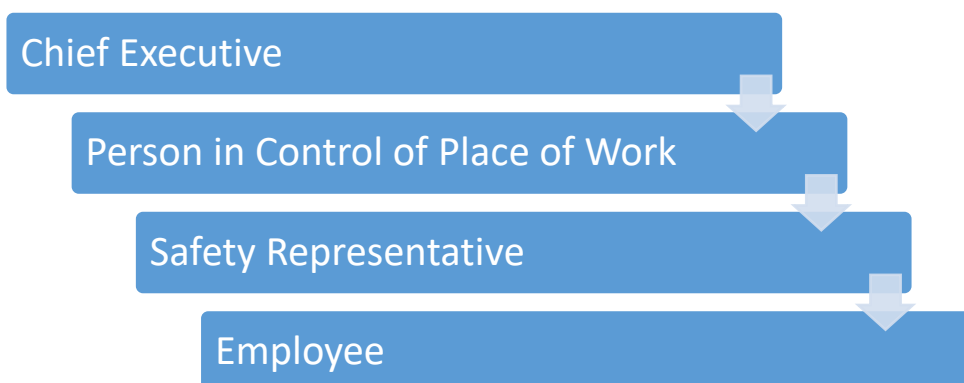 Chief Executive
Person in Control of Place of Work
Safety Representative
Employee